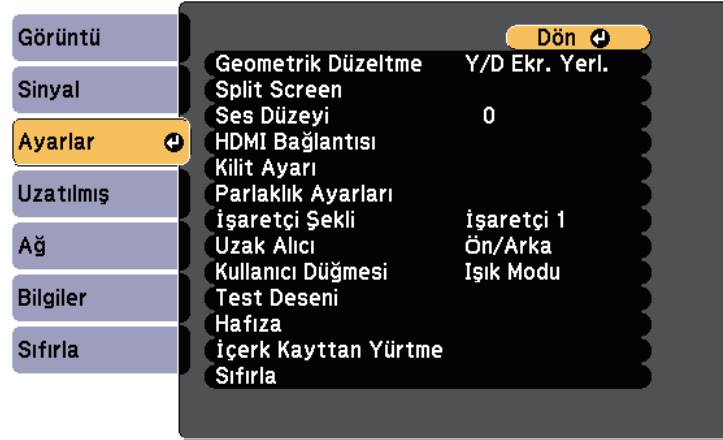 Görüntü
Sinyal
Ayarlar
Uzatılmış
Ağ
Bilgiler
Sıfırla
Dön
Geometrik Düzeltme Y/D Ekr. Yerl.
Split Screen
Ses Düzeyi 0
HDMI Bağlantısı
Kilit Ayarı
Parlaklık Ayarları
İşaretçi Şekli İşaretçi 1
Uzak Alıcı Ön/Arka
Kullanıcı Düğmesi Işık Modu
Test Deseni
Hafıza
İçerk Kayttan Yürtme
Sıfırla